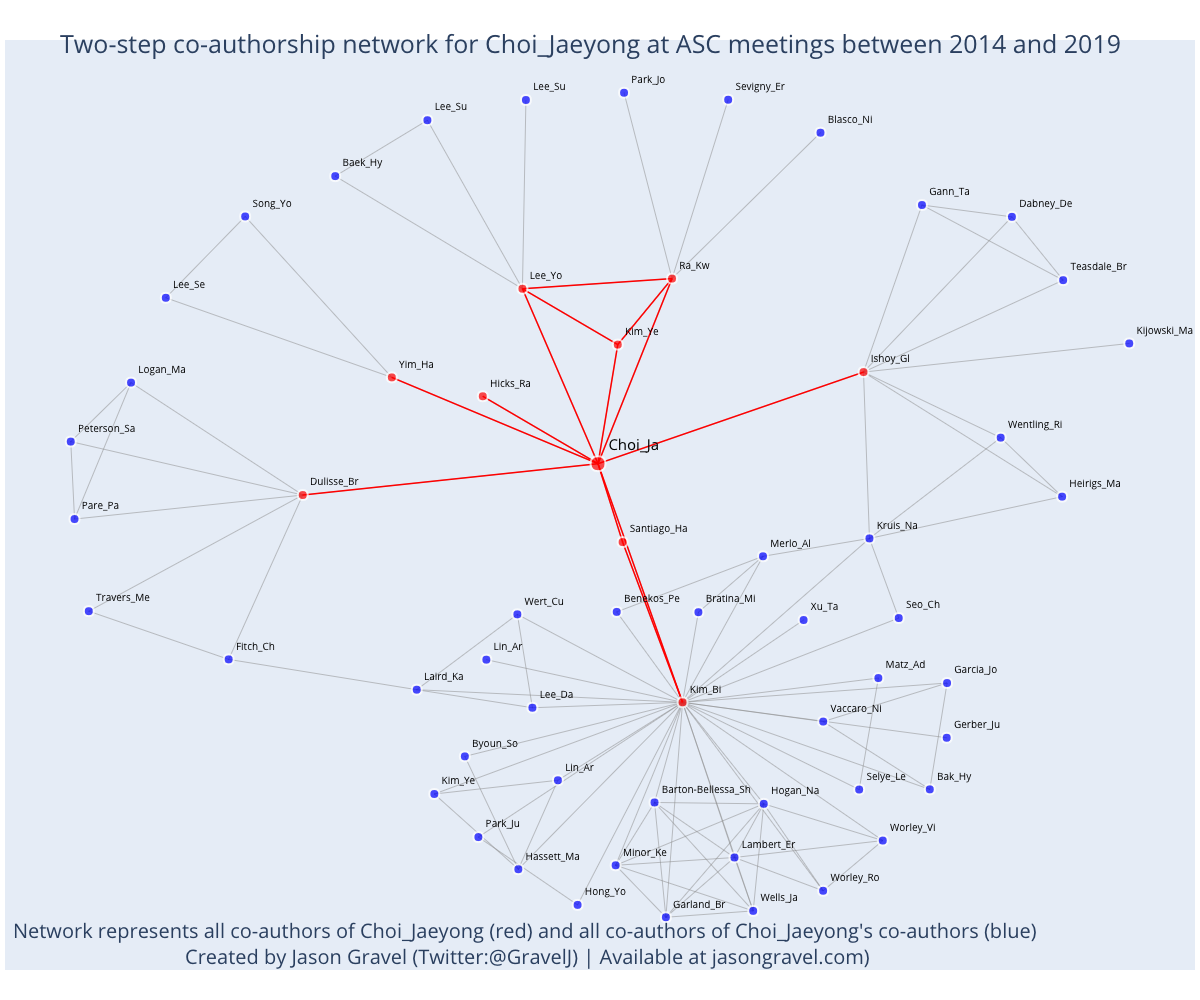 Two-step co-authorship network for Choi_Jaeyong at ASC meetings between 2014 and 2019
Park_Jo
Lee_Su
Sevigny_Er
Lee_Su
Blasco_Ni
Baek_Hy
Gann_Ta
Song_Yo
Dabney_De
Ra_Kw
Teasdale_Br
Lee_Yo
Lee_Se
Kim_Ye
Kijowski_Ma
Ishoy_Gl
Yim_Ha
Logan_Ma
Hicks_Ra
Wentling_Ri
Peterson_Sa
Choi_Ja
Dulisse_Br
Heirigs_Ma
Pare_Pa
Kruis_Na
Santiago_Ha
Merlo_Al
Travers_Me
Benekos_Pe
Bratina_Mi
Wert_Cu
Seo_Ch
Xu_Ta
Fitch_Ch
Lin_Ar
Matz_Ad
Garcia_Jo
Laird_Ka
Kim_Bi
Lee_Da
Vaccaro_Ni
Gerber_Ju
Byoun_So
Lin_Ar
Selye_Le
Bak_Hy
Kim_Ye
Barton-Bellessa_Sh
Hogan_Na
Park_Ju
Worley_Vi
Lambert_Er
Minor_Ke
Hassett_Ma
Worley_Ro
Hong_Yo
Wells_Ja
Garland_Br
Network represents all co-authors of Choi_Jaeyong (red) and all co-authors of Choi_Jaeyong's co-authors (blue)
Created by Jason Gravel (Twitter:@GravelJ) | Available at jasongravel.com)